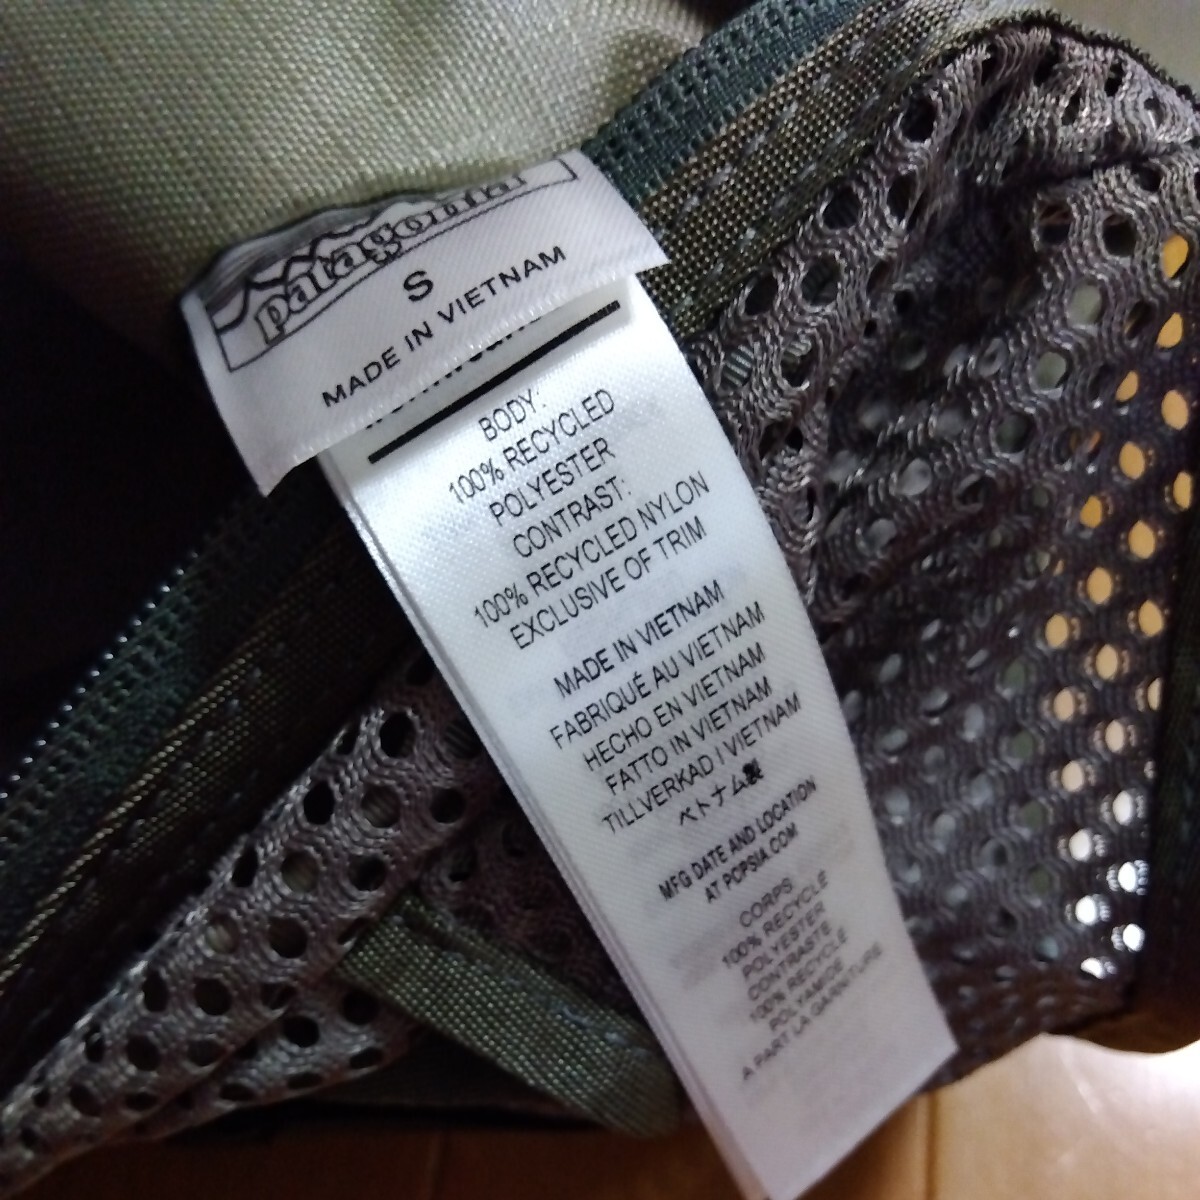 patagonia
S
MADE IN VIETNAM
BODY:
100% RECYCLED
POLYESTER
CONTRAST:
100% RECYCLED NYLON
EXCLUSIVE OF TRIM
MADE IN VIETNAM
FABRIQUÉ AU VIETNAM
HECHO EN VIETNAM
FATTO IN VIETNAM
TILLVERKAD I VIETNAM
ベトナム製
MFG DATE AND LOCATION
AT PCPSIA.COM
CORPS:
100% RECYCLÉ
POLYESTER
CONTRASTE:
100% RECYCLÉ
POLYAMIDE
À PART LA GARNITURE